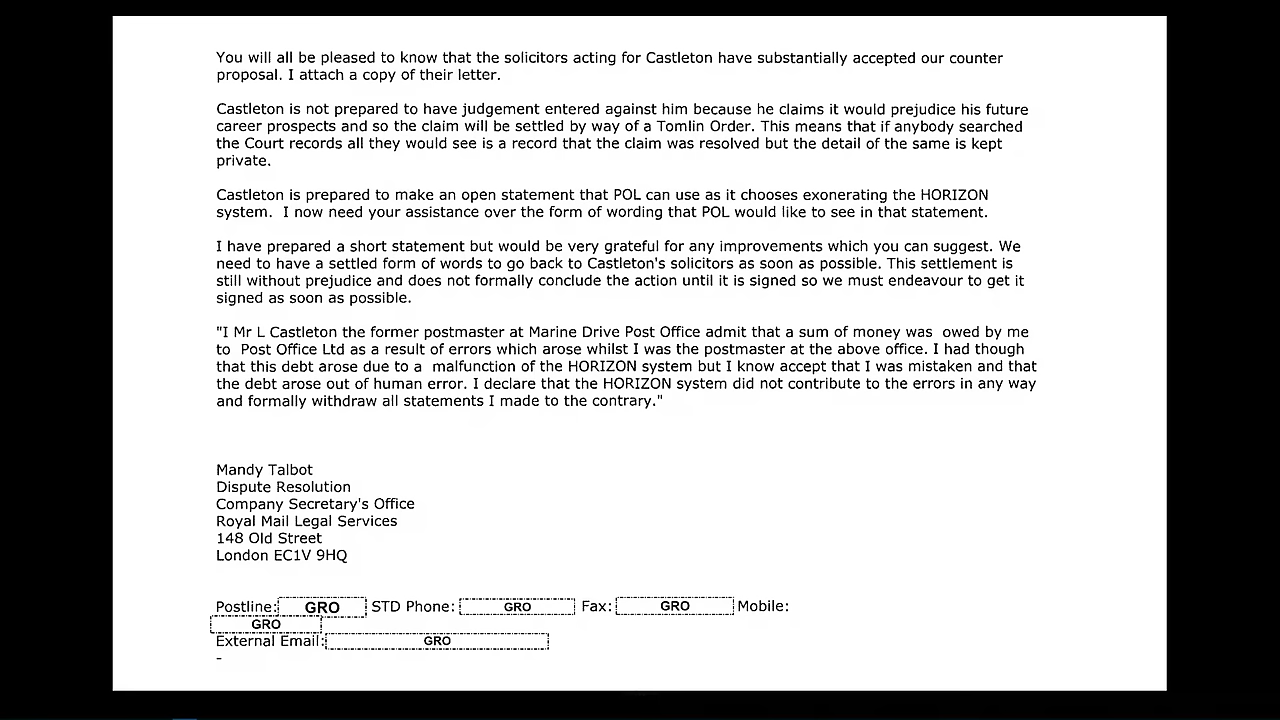 You will all be pleased to know that the solicitors acting for Castleton have substantially accepted our counter
proposal. I attach a copy of their letter.
Castleton is not prepared to have judgement entered against him because he claims it would prejudice his future
career prospects and so the claim will be settled by way of a Tomlin Order. This means that if anybody searched
the Court records all they would see is a record that the claim was resolved but the detail of the same is kept
private.
Castleton is prepared to make an open statement that POL can use as it chooses exonerating the HORIZON
system.  I now need your assistance over the form of wording that POL would like to see in that statement.
I have prepared a short statement but would be very grateful for any improvements which you can suggest. We
need to have a settled form of words to go back to Castleton's solicitors as soon as possible. This settlement is
still without prejudice and does not formally conclude the action until it is signed so we must endeavour to get it
signed as soon as possible.
"I Mr L Castleton the former postmaster at Marine Drive Post Office admit that a sum of money was  owed by me
to  Post Office Ltd as a result of errors which arose whilst I was the postmaster at the above office. I had though
that this debt arose due to a  malfunction of the HORIZON system but I know accept that I was mistaken and that
the debt arose out of human error. I declare that the HORIZON system did not contribute to the errors in any way
and formally withdraw all statements I made to the contrary."
Mandy Talbot
Dispute Resolution
Company Secretary's Office
Royal Mail Legal Services
148 Old Street
London EC1V 9HQ
Postline: GRO STD Phone: GRO Fax: GRO Mobile:
GRO
External Email: GRO
-